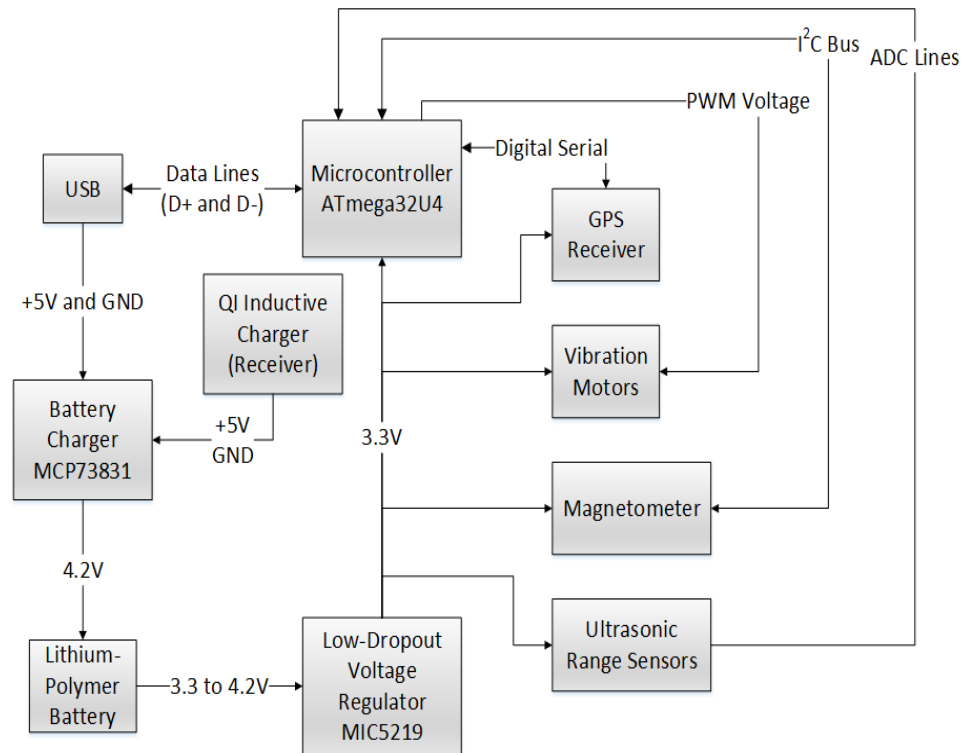 I²C Bus
ADC Lines
PWM Voltage
Digital Serial
Microcontroller
ATmega32U4
Data Lines
(D+ and D-)
USB
GPS
Receiver
+5V and GND
QI Inductive
Charger
(Receiver)
Vibration
Motors
Battery
Charger
MCP73831
+5V
GND
3.3V
Magnetometer
4.2V
Ultrasonic
Range Sensors
Low-Dropout
Voltage
Regulator
MIC5219
Lithium-
Polymer
Battery
3.3 to 4.2V